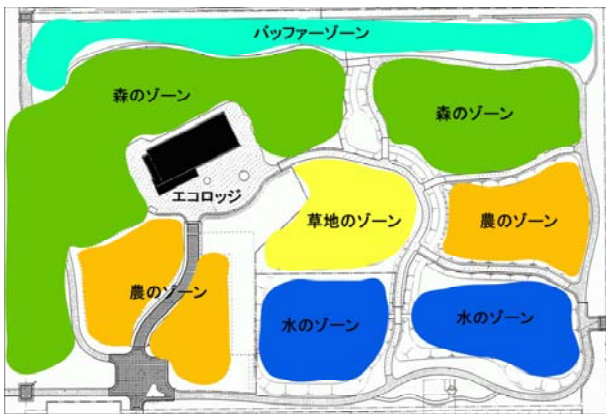 バッファーゾーン
森のゾーン
森のゾーン
エコロッジ
草地のゾーン
農のゾーン
農のゾーン
水のゾーン
水のゾーン